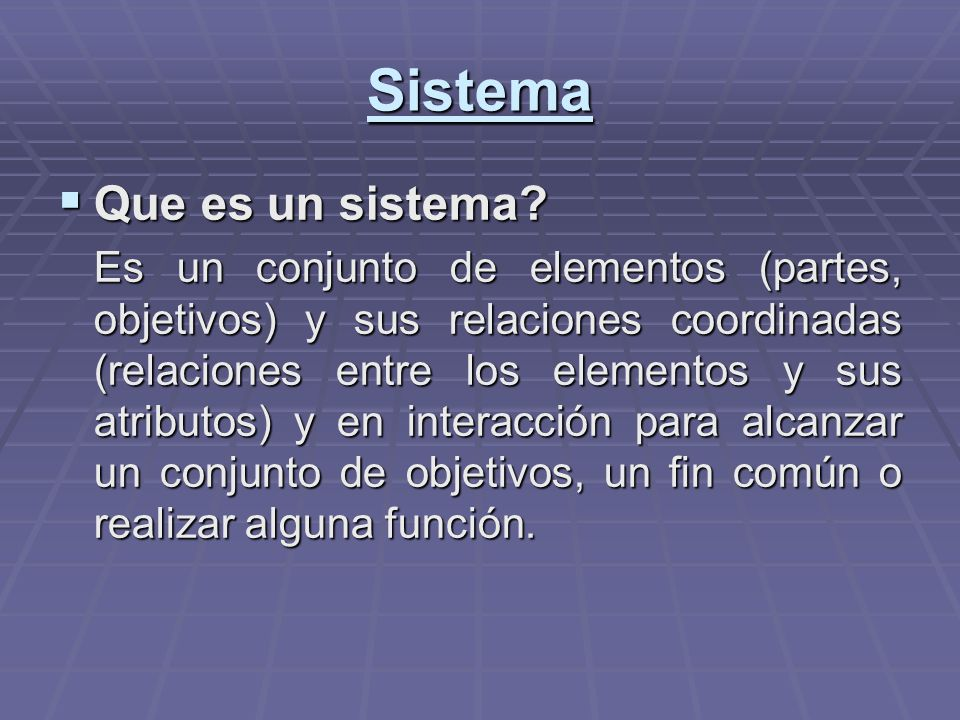 Sistema
▪ Que es un sistema?
Es un conjunto de elementos (partes,
objetivos) y sus relaciones coordinadas
(relaciones entre los elementos y sus
atributos) y en interacción para alcanzar
un conjunto de objetivos, un fin común o
realizar alguna función.